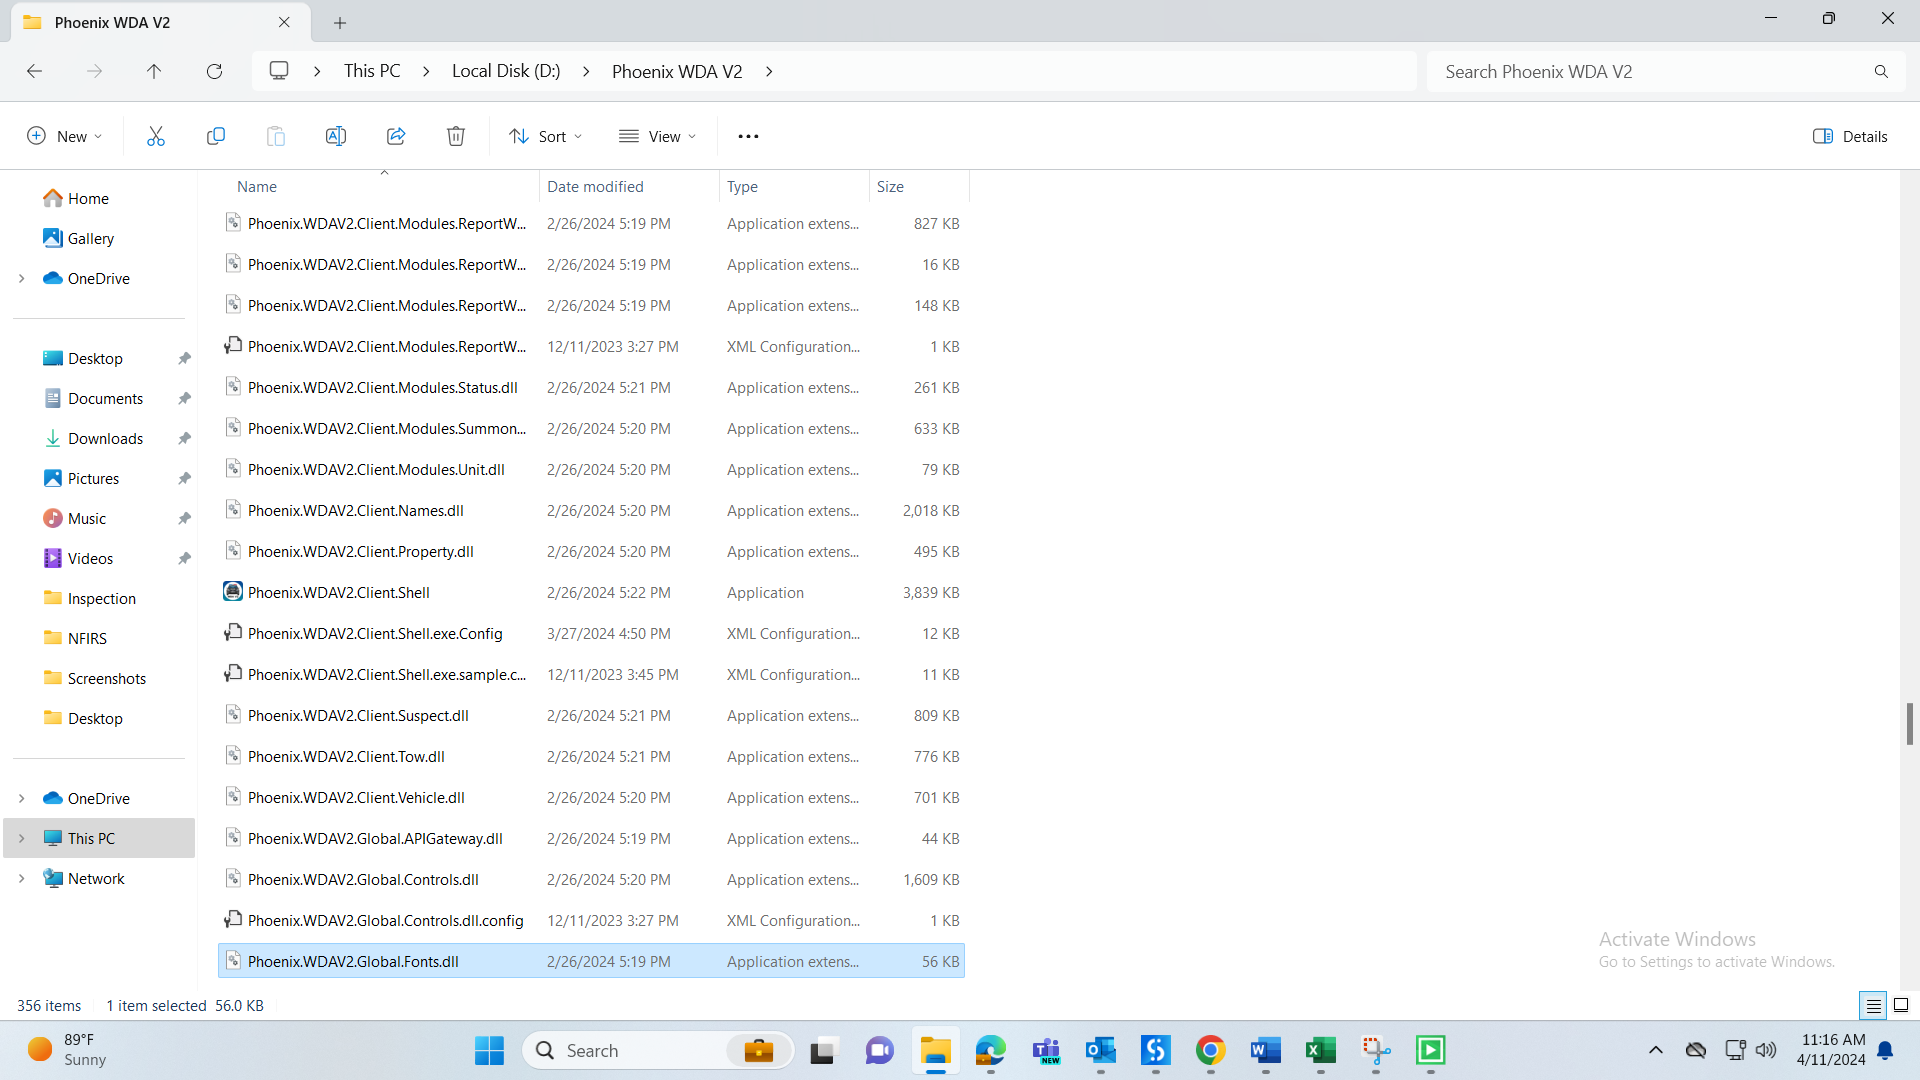 Phoenix WDA V2
This PC
Local Disk (D:)
Phoenix WDA V2
Search Phoenix WDA V2
New
Sort
View
Details
Home
Gallery
OneDrive
Desktop
Documents
Downloads
Pictures
Music
Videos
Inspection
NFIRS
Screenshots
Desktop
OneDrive
This PC
Network
Name Date modified Type Size
Phoenix.WDAV2.Client.Modules.ReportW... 2/26/2024 5:19 PM Application extens... 827 KB
Phoenix.WDAV2.Client.Modules.ReportW... 2/26/2024 5:19 PM Application extens... 16 KB
Phoenix.WDAV2.Client.Modules.ReportW... 2/26/2024 5:19 PM Application extens... 148 KB
Phoenix.WDAV2.Client.Modules.ReportW... 12/11/2023 3:27 PM XML Configuration... 1 KB
Phoenix.WDAV2.Client.Modules.Status.dll 2/26/2024 5:21 PM Application extens... 261 KB
Phoenix.WDAV2.Client.Modules.Summon... 2/26/2024 5:20 PM Application extens... 633 KB
Phoenix.WDAV2.Client.Modules.Unit.dll 2/26/2024 5:20 PM Application extens... 79 KB
Phoenix.WDAV2.Client.Names.dll 2/26/2024 5:20 PM Application extens... 2,018 KB
Phoenix.WDAV2.Client.Property.dll 2/26/2024 5:20 PM Application extens... 495 KB
Phoenix.WDAV2.Client.Shell 2/26/2024 5:22 PM Application 3,839 KB
Phoenix.WDAV2.Client.Shell.exe.Config 3/27/2024 4:50 PM XML Configuration... 12 KB
Phoenix.WDAV2.Client.Shell.exe.sample.c... 12/11/2023 3:45 PM XML Configuration... 11 KB
Phoenix.WDAV2.Client.Suspect.dll 2/26/2024 5:21 PM Application extens... 809 KB
Phoenix.WDAV2.Client.Tow.dll 2/26/2024 5:21 PM Application extens... 776 KB
Phoenix.WDAV2.Client.Vehicle.dll 2/26/2024 5:20 PM Application extens... 701 KB
Phoenix.WDAV2.Global.APIGateway.dll 2/26/2024 5:19 PM Application extens... 44 KB
Phoenix.WDAV2.Global.Controls.dll 2/26/2024 5:20 PM Application extens... 1,609 KB
Phoenix.WDAV2.Global.Controls.dll.config 12/11/2023 3:27 PM XML Configuration... 1 KB
Phoenix.WDAV2.Global.Fonts.dll 2/26/2024 5:19 PM Application extens... 56 KB
Activate Windows
Go to Settings to activate Windows.
356 items 1 item selected 56.0 KB
89°F
Sunny
Search
NEW
11:16 AM
4/11/2024